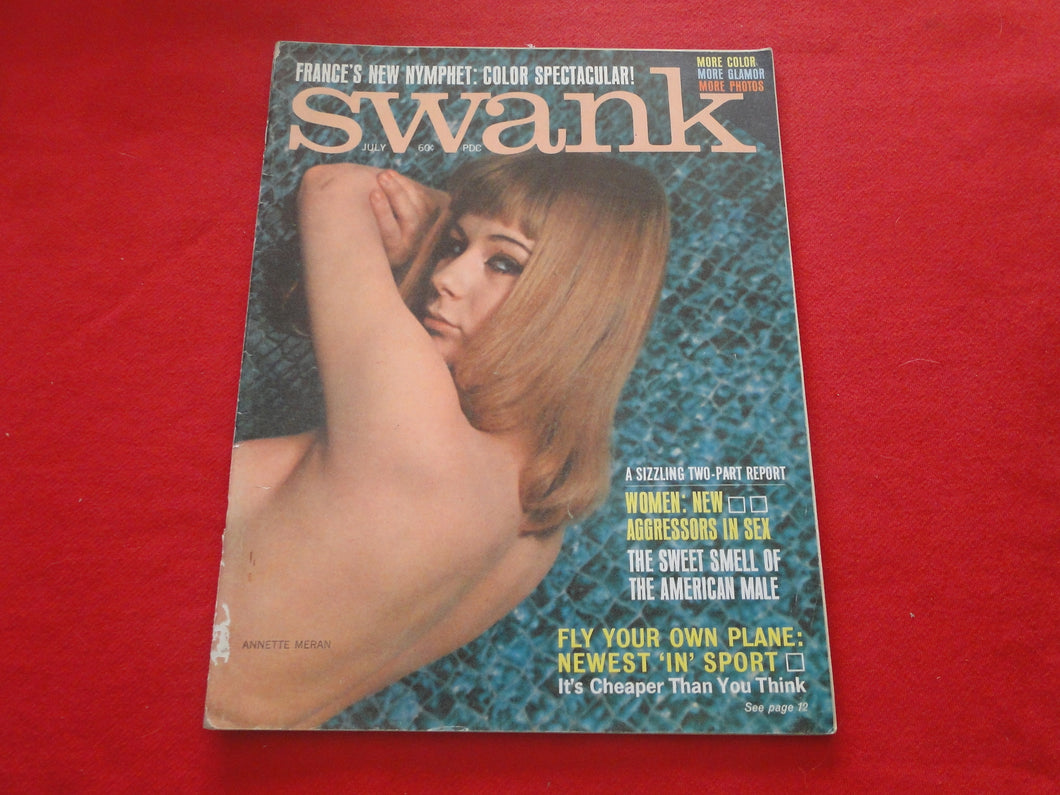 FRANCE'S NEW NYMPHET: COLOR SPECTACULAR!
MORE COLOR
MORE GLAMOR
MORE PHOTOS
swank
JULY 60¢ PDC
A SIZZLING TWO-PART REPORT
WOMEN: NEW
AGGRESSORS IN SEX
THE SWEET SMELL OF
THE AMERICAN MALE
ANNETTE MERAN
FLY YOUR OWN PLANE:
NEWEST 'IN' SPORT
It's Cheaper Than You Think
See page 12